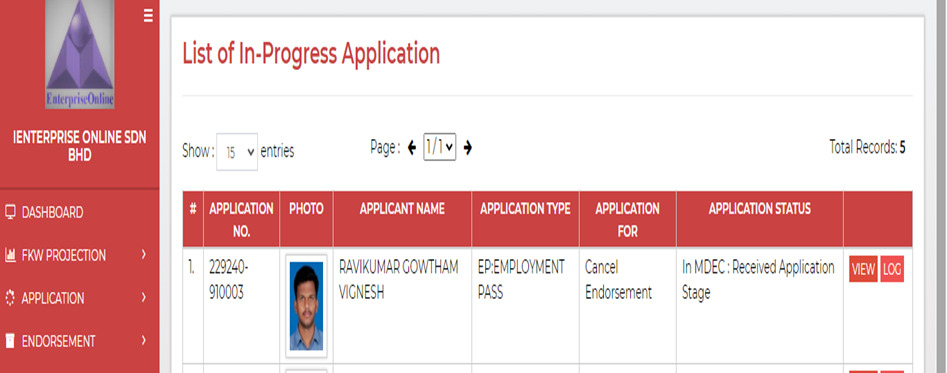 EnterpriseOnline
IENTERPRISE ONLINE SDN
BHD
DASHBOARD
FKW PROJECTION
APPLICATION
ENDORSEMENT
List of In-Progress Application
Show : 15 entries
Page : 1/1
Total Records: 5
# APPLICATION NO. PHOTO APPLICANT NAME APPLICATION TYPE APPLICATION FOR APPLICATION STATUS
1. 229240- RAVIKUMAR GOWTHAM EP:EMPLOYMENT Cancel In MDEC : Received Application VIEW LOG
910003 VIGNESH PASS Endorsement Stage